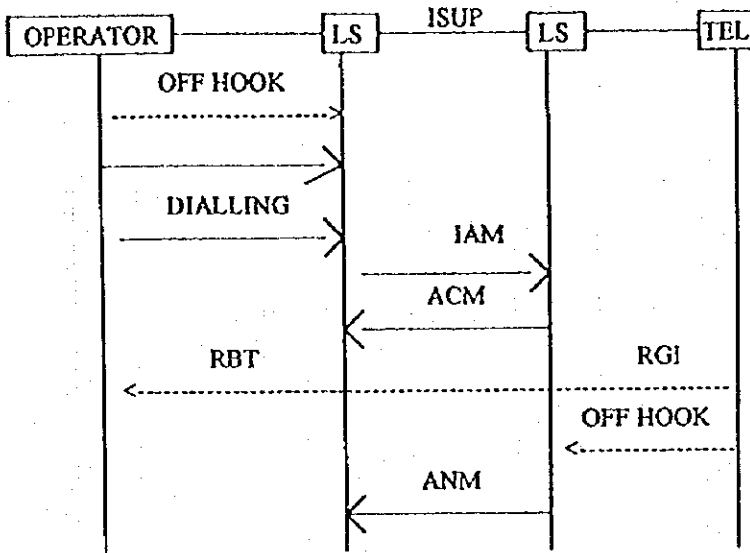 OPERATOR LS ISUP LS TEL
OFF HOOK
DIALLING
IAM
ACM
RBT RGI
OFF HOOK
ANM